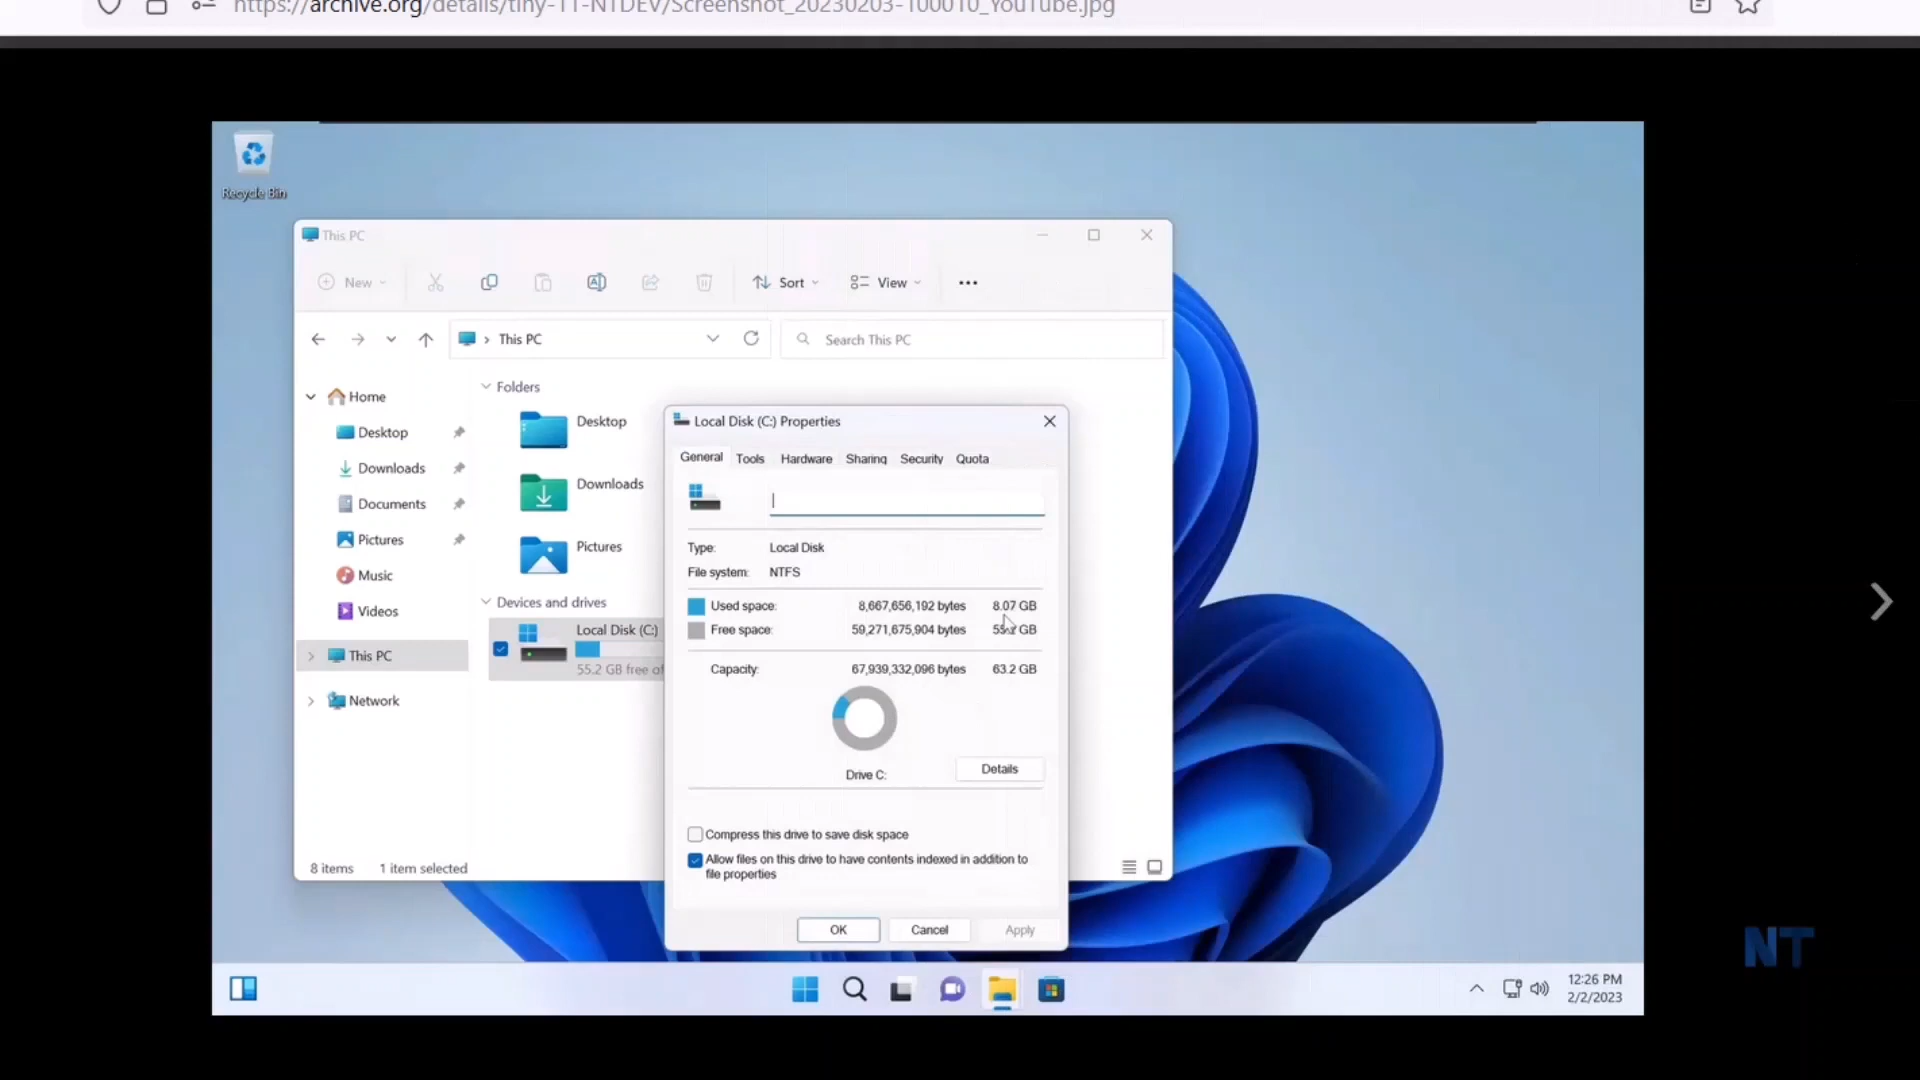 https://archive.org/details/tiny-11-NTDEV/Screenshot_20230203-100010_YouTube.jpg
Recycle Bin
This PC
New
Sort
View
This PC
Search This PC
Home
Desktop
Downloads
Documents
Pictures
Music
Videos
This PC
Network
Folders
Desktop
Downloads
Pictures
Devices and drives
Local Disk (C:)
55.2 GB free of
8 items 1 item selected
Local Disk (C:) Properties
General Tools Hardware Sharing Security Quota
Type: Local Disk
File system: NTFS
Used space: 8,667,656,192 bytes 8.07 GB
Free space: 59,271,675,904 bytes 55.2 GB
Capacity: 67,939,332,096 bytes 63.2 GB
Drive C:
Details
Compress this drive to save disk space
Allow files on this drive to have contents indexed in addition to
file properties
OK Cancel Apply
NT
12:26 PM
2/2/2023